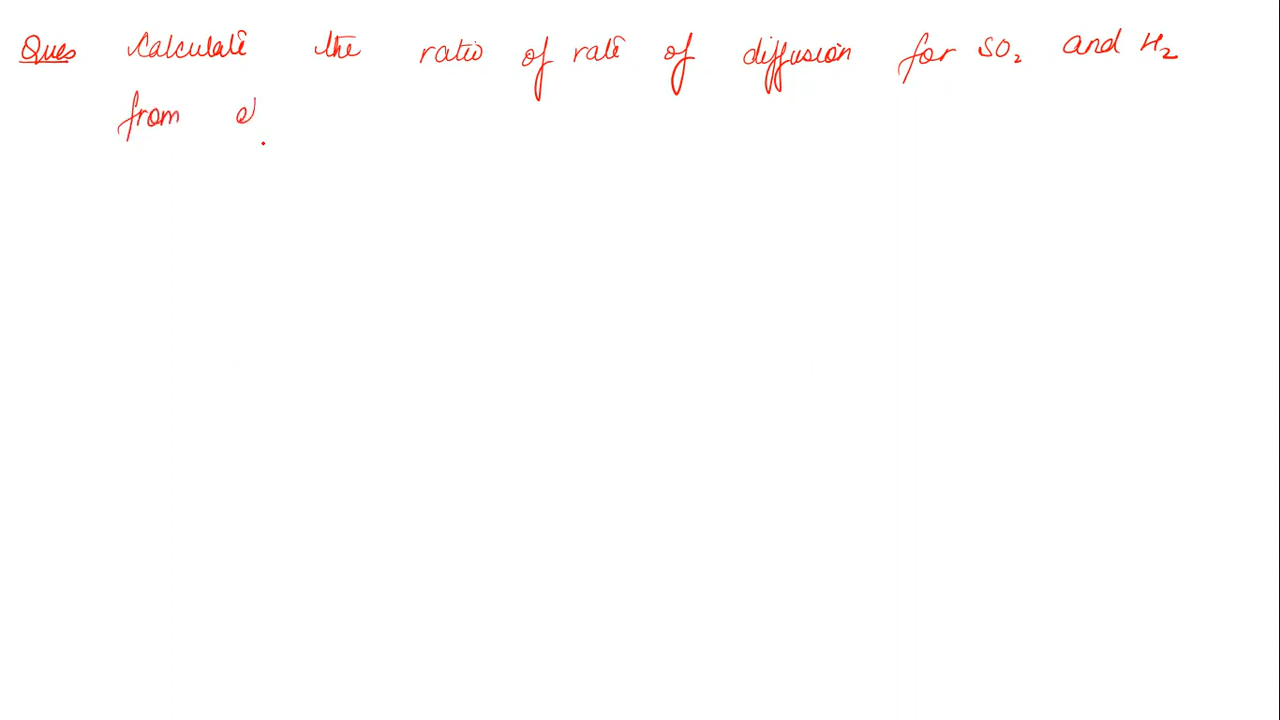 Ques Calculate the ratio of rate of diffusion for SO₂ and H₂
from